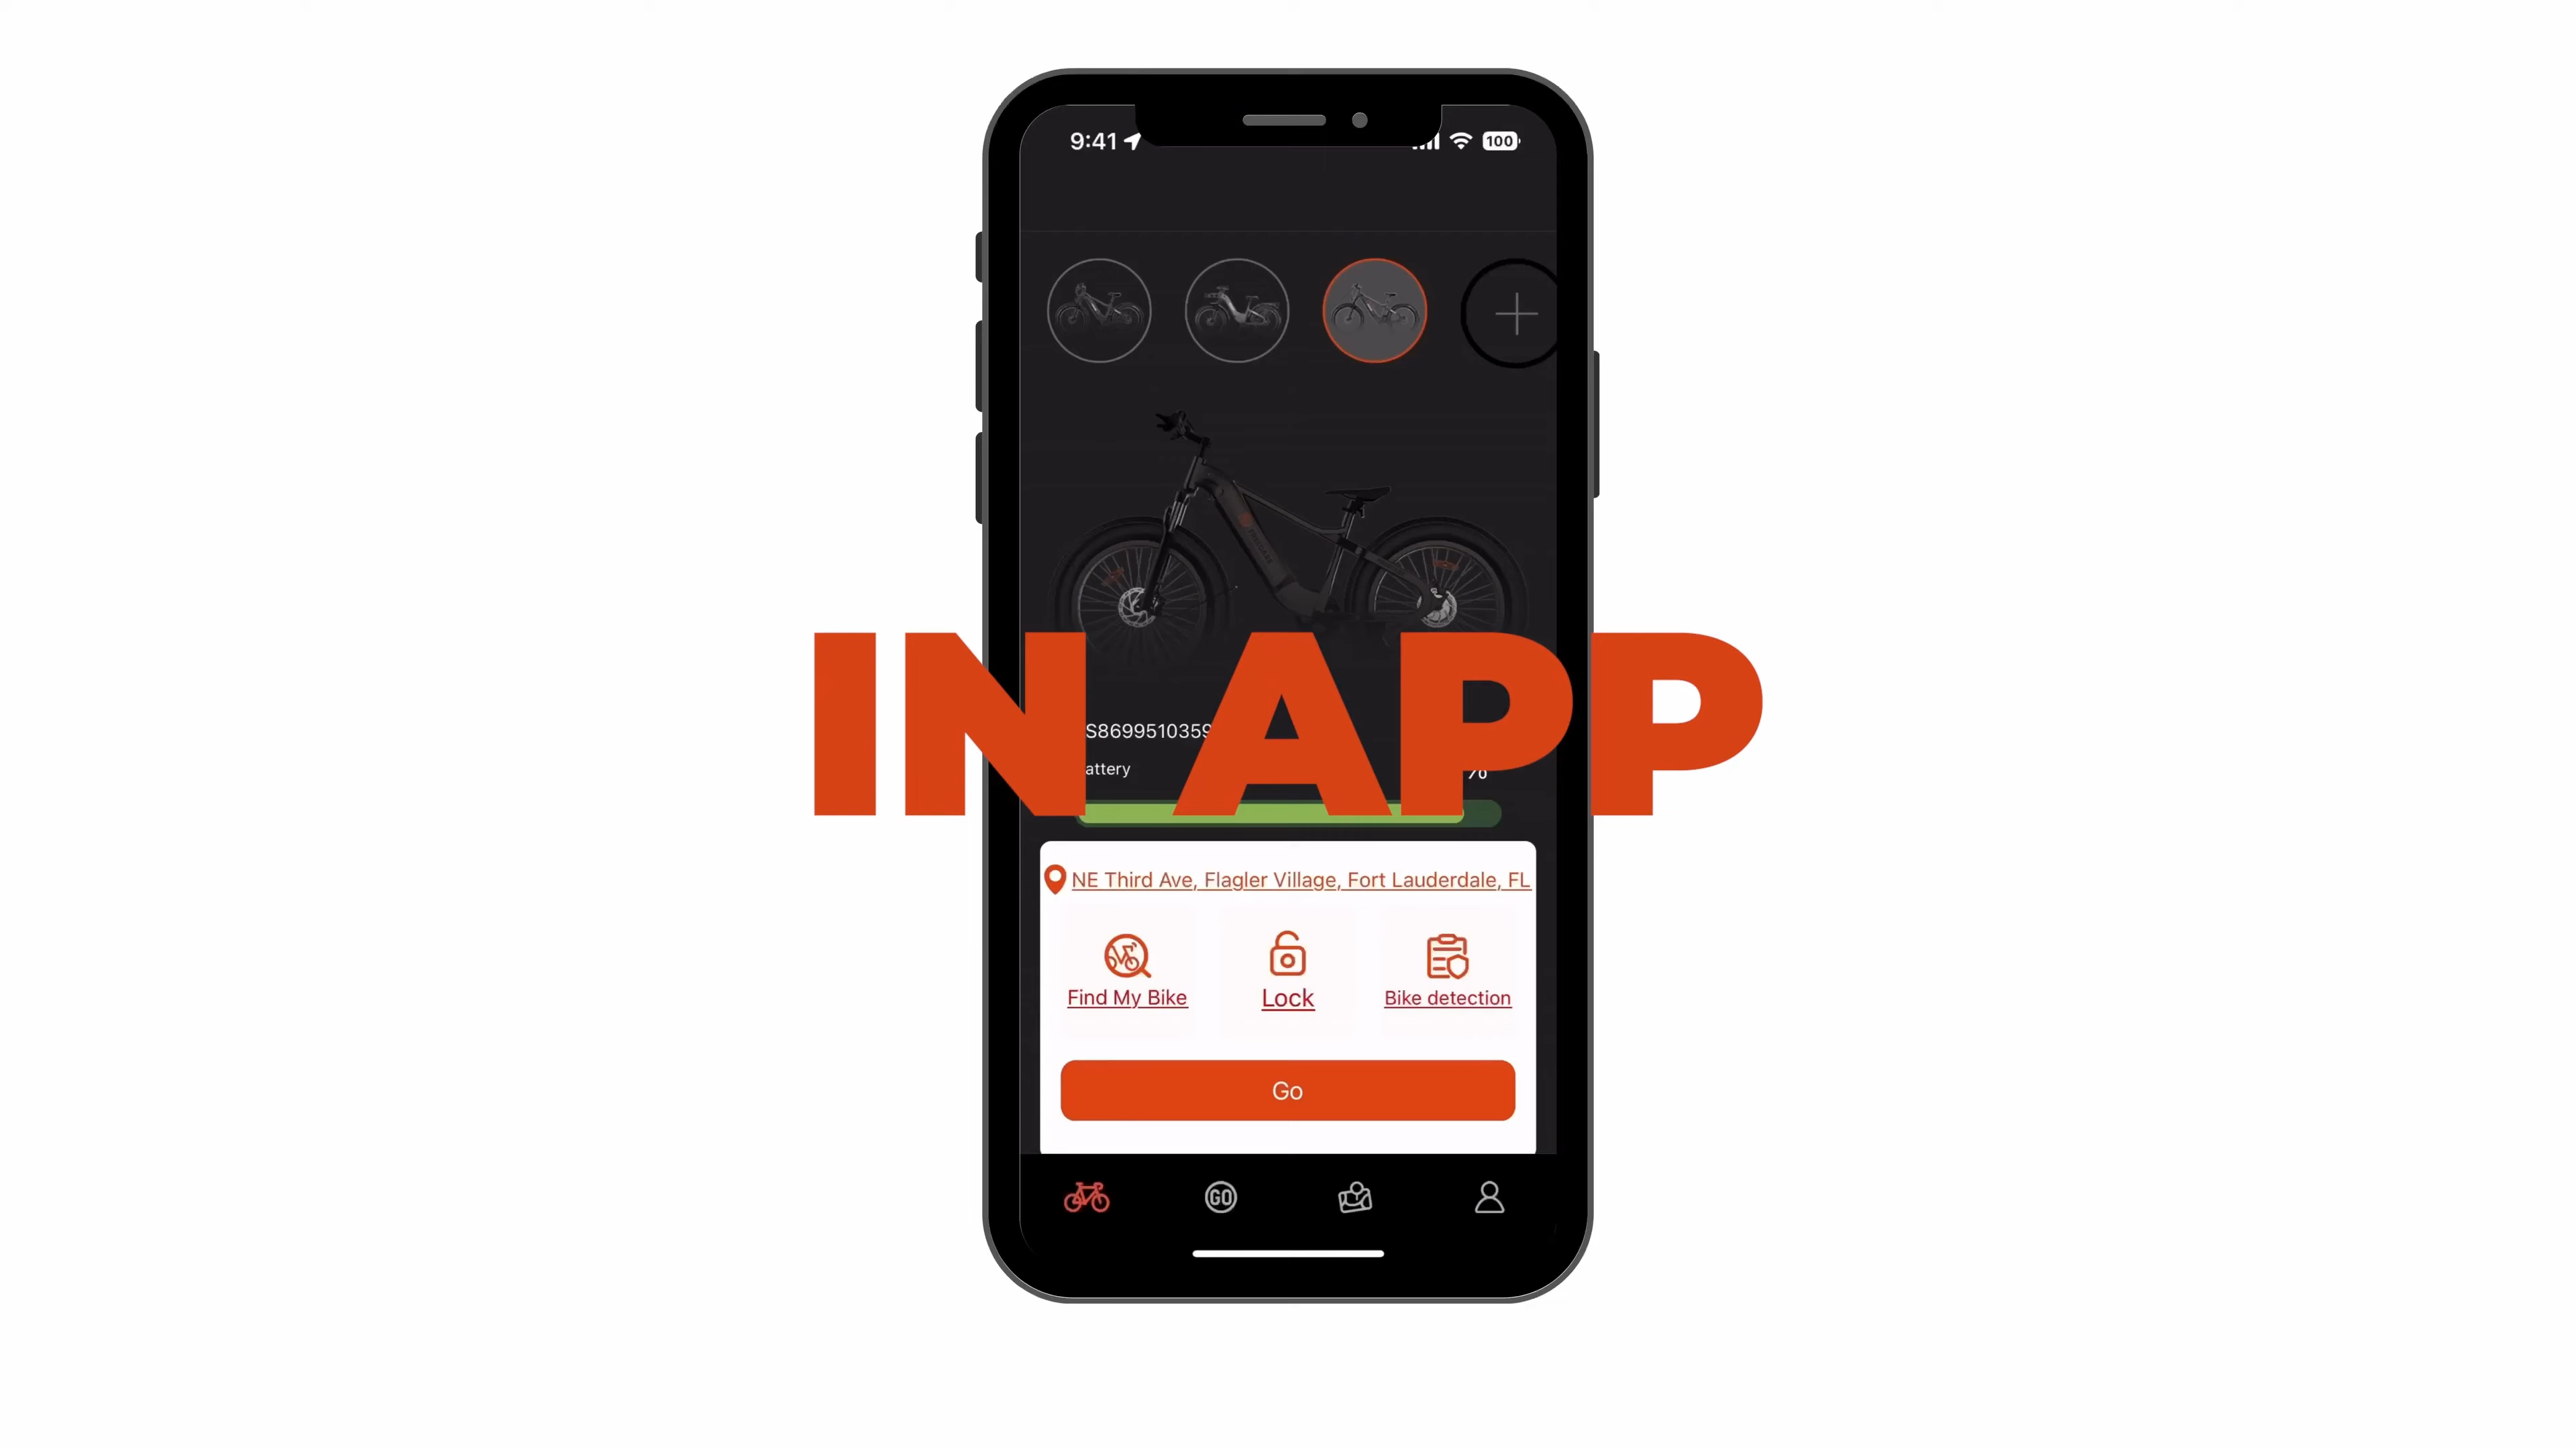 9:41
100
IN APP
S8699510359
attery
%
NE Third Ave, Flagler Village, Fort Lauderdale, FL
Find My Bike
Lock
Bike detection
Go
GO